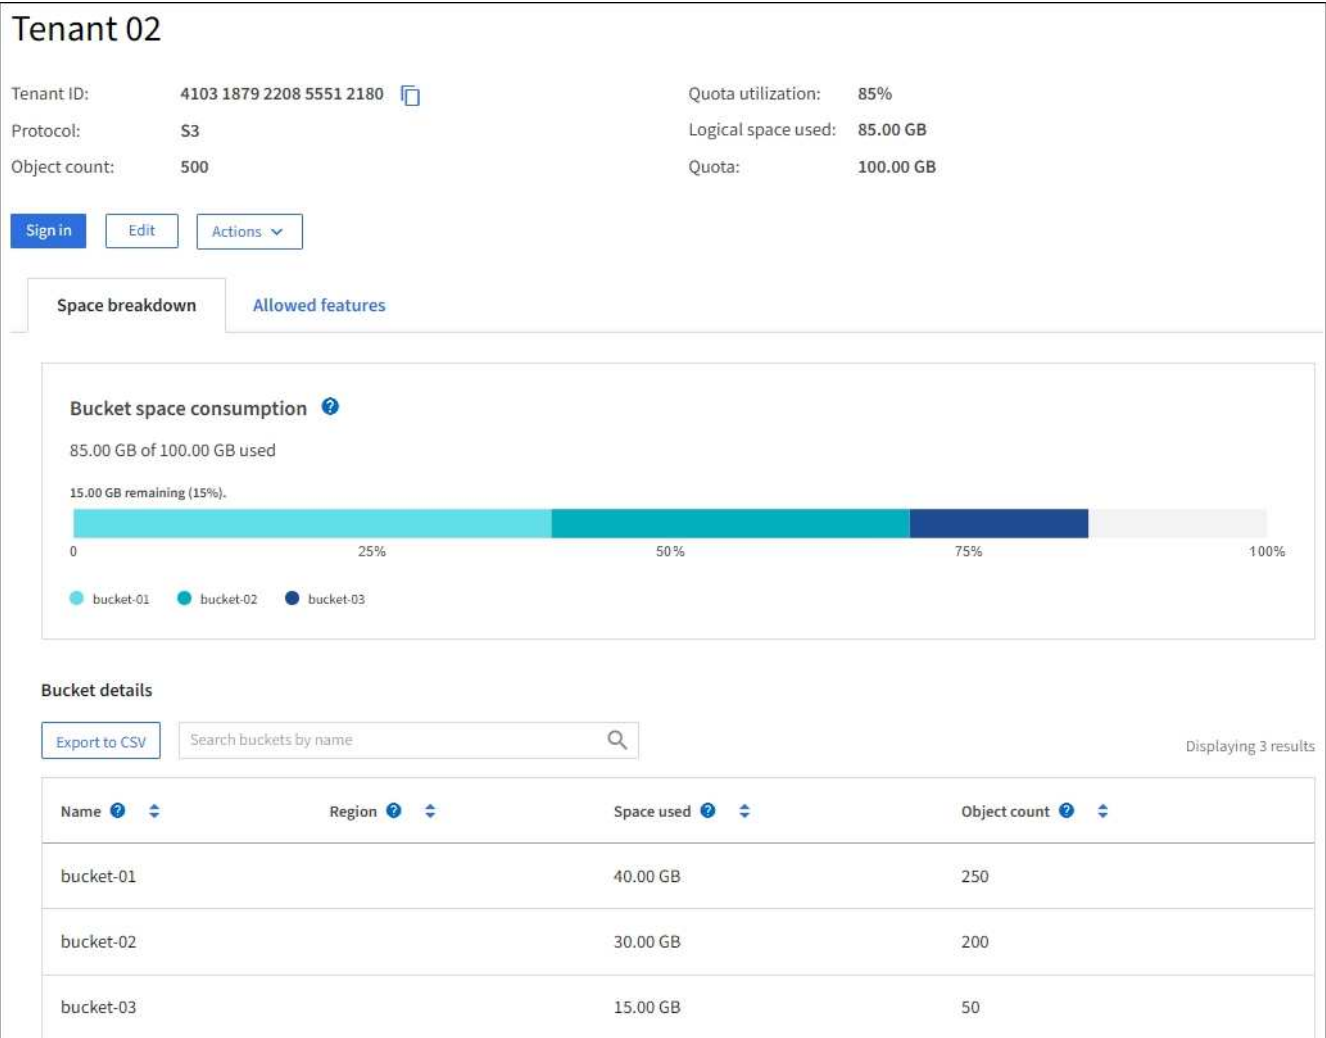 Tenant 02
Tenant ID: 4103 1879 2208 5551 2180
Quota utilization: 85%
Protocol: S3
Logical space used: 85.00 GB
Object count: 500
Quota: 100.00 GB
Sign in Edit Actions
Space breakdown Allowed features
Bucket space consumption ?
85.00 GB of 100.00 GB used
15.00 GB remaining (15%).
0 25% 50% 75% 100%
bucket-01 bucket-02 bucket-03
Bucket details
Export to CSV Search buckets by name Displaying 3 results
Name ? Region ? Space used ? Object count ?
bucket-01 40.00 GB 250
bucket-02 30.00 GB 200
bucket-03 15.00 GB 50